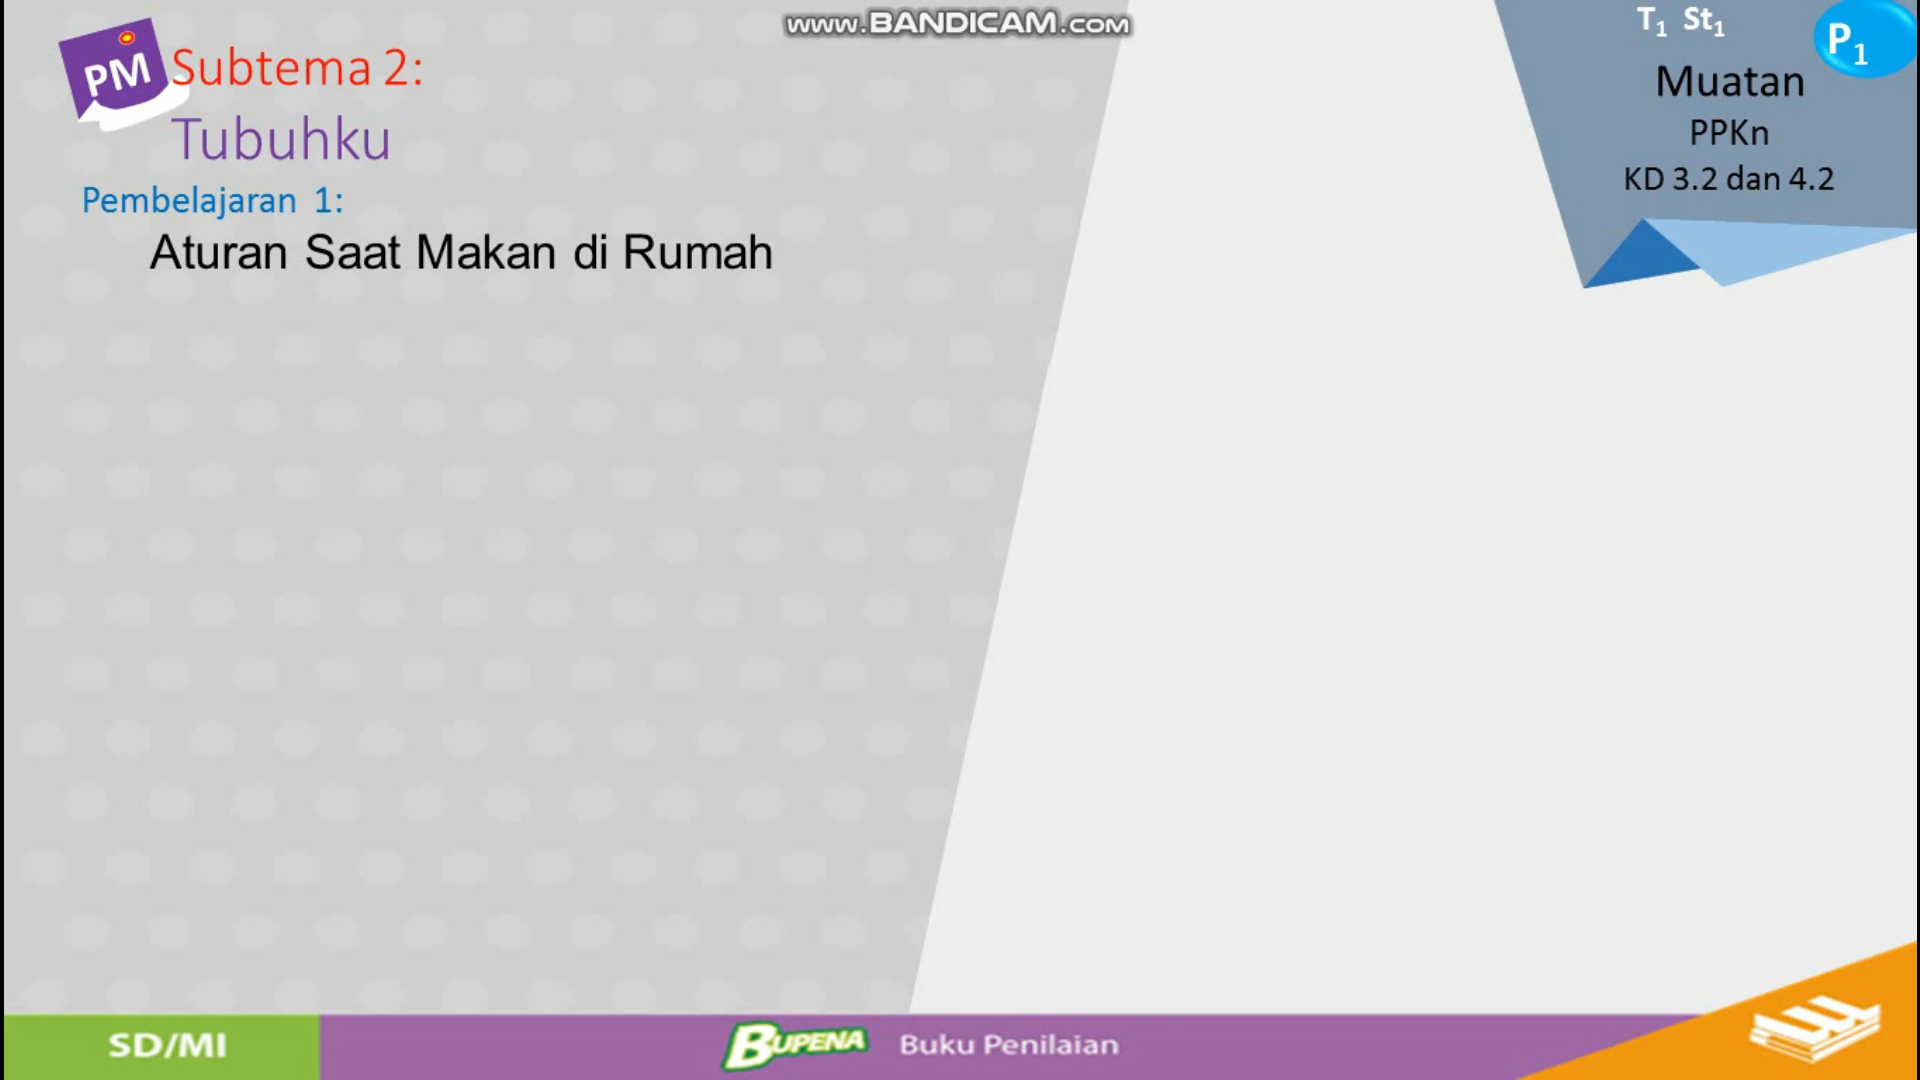 www.BANDICAM.com
PM
Subtema 2:
Tubuhku
Pembelajaran 1:
Aturan Saat Makan di Rumah
T1 St1
P1
Muatan
PPKn
KD 3.2 dan 4.2
SD/MI
BUPENA
Buku Penilaian